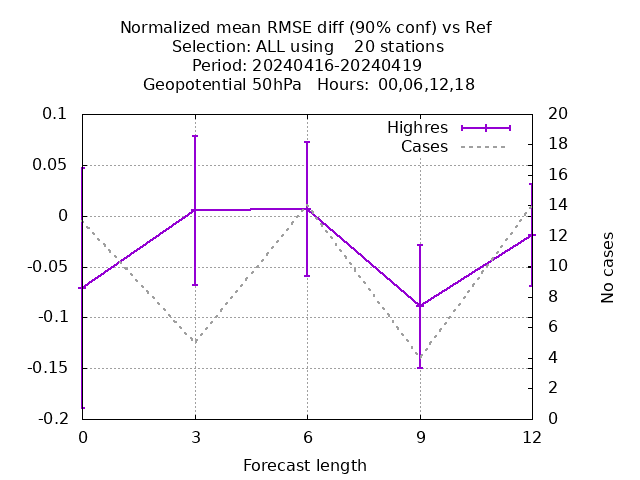 Normalized mean RMSE diff (90% conf) vs Ref
Selection: ALL using    20 stations
Period: 20240416-20240419
Geopotential 50hPa   Hours:  00,06,12,18
Highres
Cases
0.1
0.05
0
-0.05
-0.1
-0.15
-0.2
20
18
16
14
12
10
8
6
4
2
0
No cases
0 3 6 9 12
Forecast length